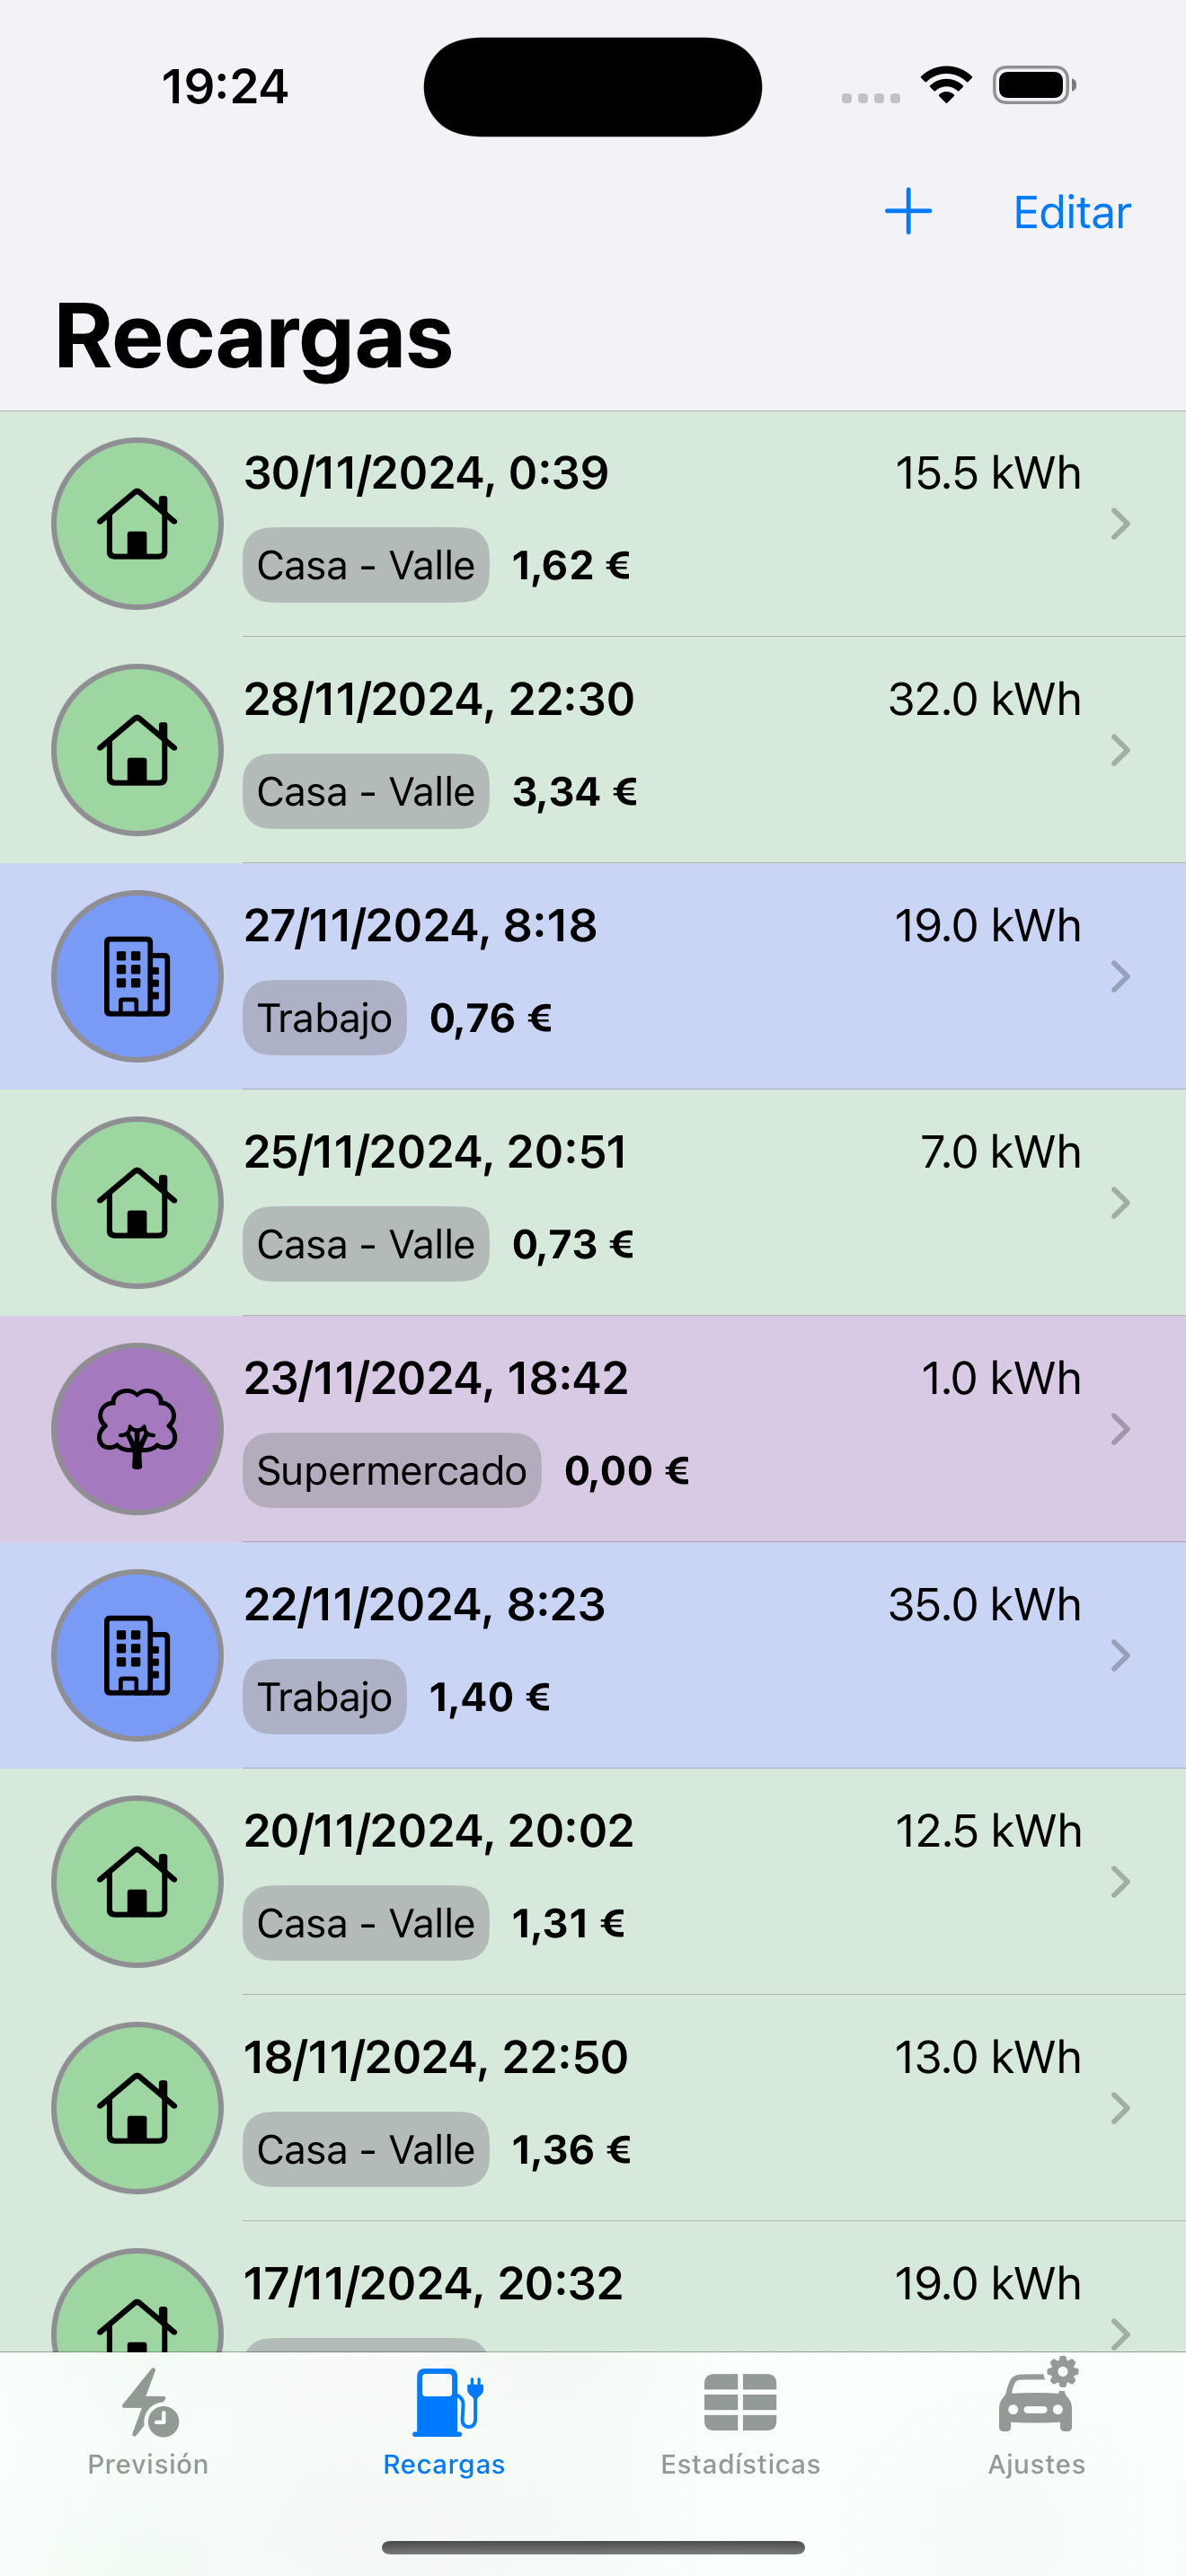 19:24
Editar
Recargas
30/11/2024, 0:39 15.5 kWh
Casa - Valle 1,62 €
28/11/2024, 22:30 32.0 kWh
Casa - Valle 3,34 €
27/11/2024, 8:18 19.0 kWh
Trabajo 0,76 €
25/11/2024, 20:51 7.0 kWh
Casa - Valle 0,73 €
23/11/2024, 18:42 1.0 kWh
Supermercado 0,00 €
22/11/2024, 8:23 35.0 kWh
Trabajo 1,40 €
20/11/2024, 20:02 12.5 kWh
Casa - Valle 1,31 €
18/11/2024, 22:50 13.0 kWh
Casa - Valle 1,36 €
17/11/2024, 20:32 19.0 kWh
Previsión Recargas Estadísticas Ajustes